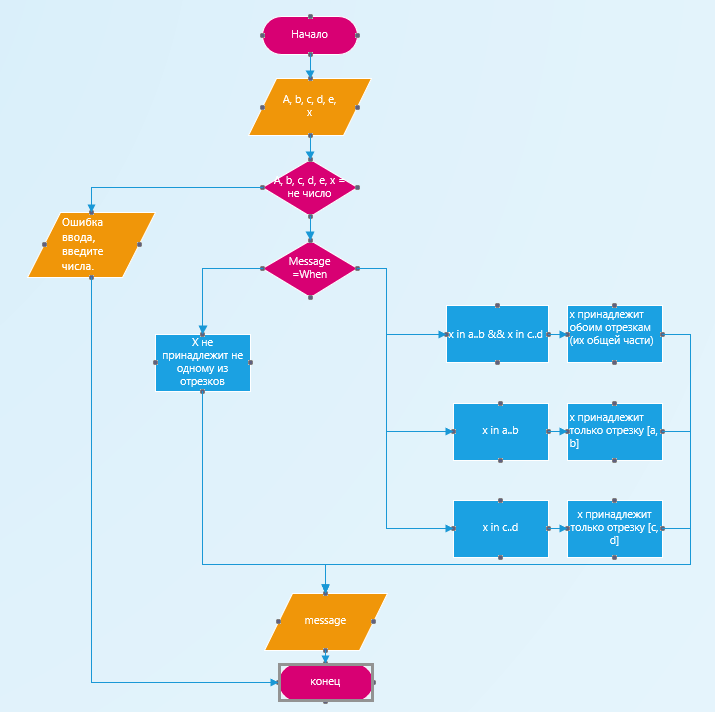 Начало
A, b, c, d, e,
x
A, b, c, d, e, x =
не число
Ошибка
ввода,
введите
числа.
Message
=When
X не
принадлежит не
одному из
отрезков
x in a..b && x in c..d
x принадлежит
обоим отрезкам
(их общей части)
x in a..b
x принадлежит
только отрезку [a,
b]
x in c..d
x принадлежит
только отрезку [c,
d]
message
конец